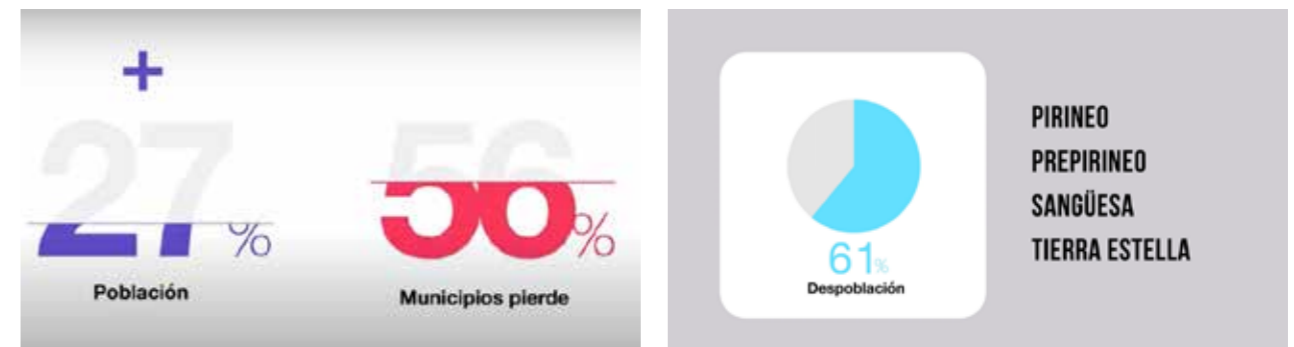 +
27%
Población
56%
Municipios pierde
61%
Despoblación
PIRINEO
PREPIRINEO
SANGÜESA
TIERRA ESTELLA